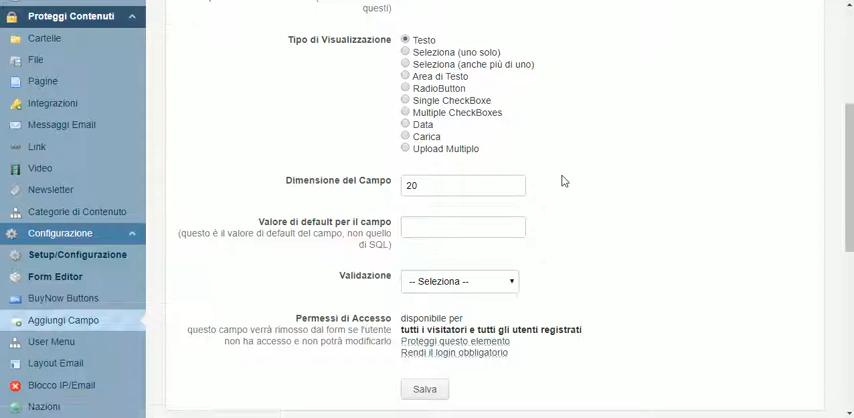 Proteggi Contenuti
Cartelle
File
Pagine
Integrazioni
Messaggi Email
Link
Video
Newsletter
Categorie di Contenuto
Configurazione
Setup/Configurazione
Form Editor
BuyNow Buttons
Aggiungi Campo
User Menu
Layout Email
Blocco IP/Email
Nazioni
questi)
Tipo di Visualizzazione
Testo
Seleziona (uno solo)
Seleziona (anche più di uno)
Area di Testo
RadioButton
Single CheckBoxe
Multiple CheckBoxes
Data
Carica
Upload Multiplo
Dimensione del Campo
20
Valore di default per il campo
(questo è il valore di default del campo, non quello
di SQL)
Validazione
-- Seleziona --
Permessi di Accesso
questo campo verrà rimosso dal form se l'utente
non ha accesso e non potrà modificarlo
disponibile per
tutti i visitatori e tutti gli utenti registrati
Proteggi questo elemento
Rendi il login obbligatorio
Salva